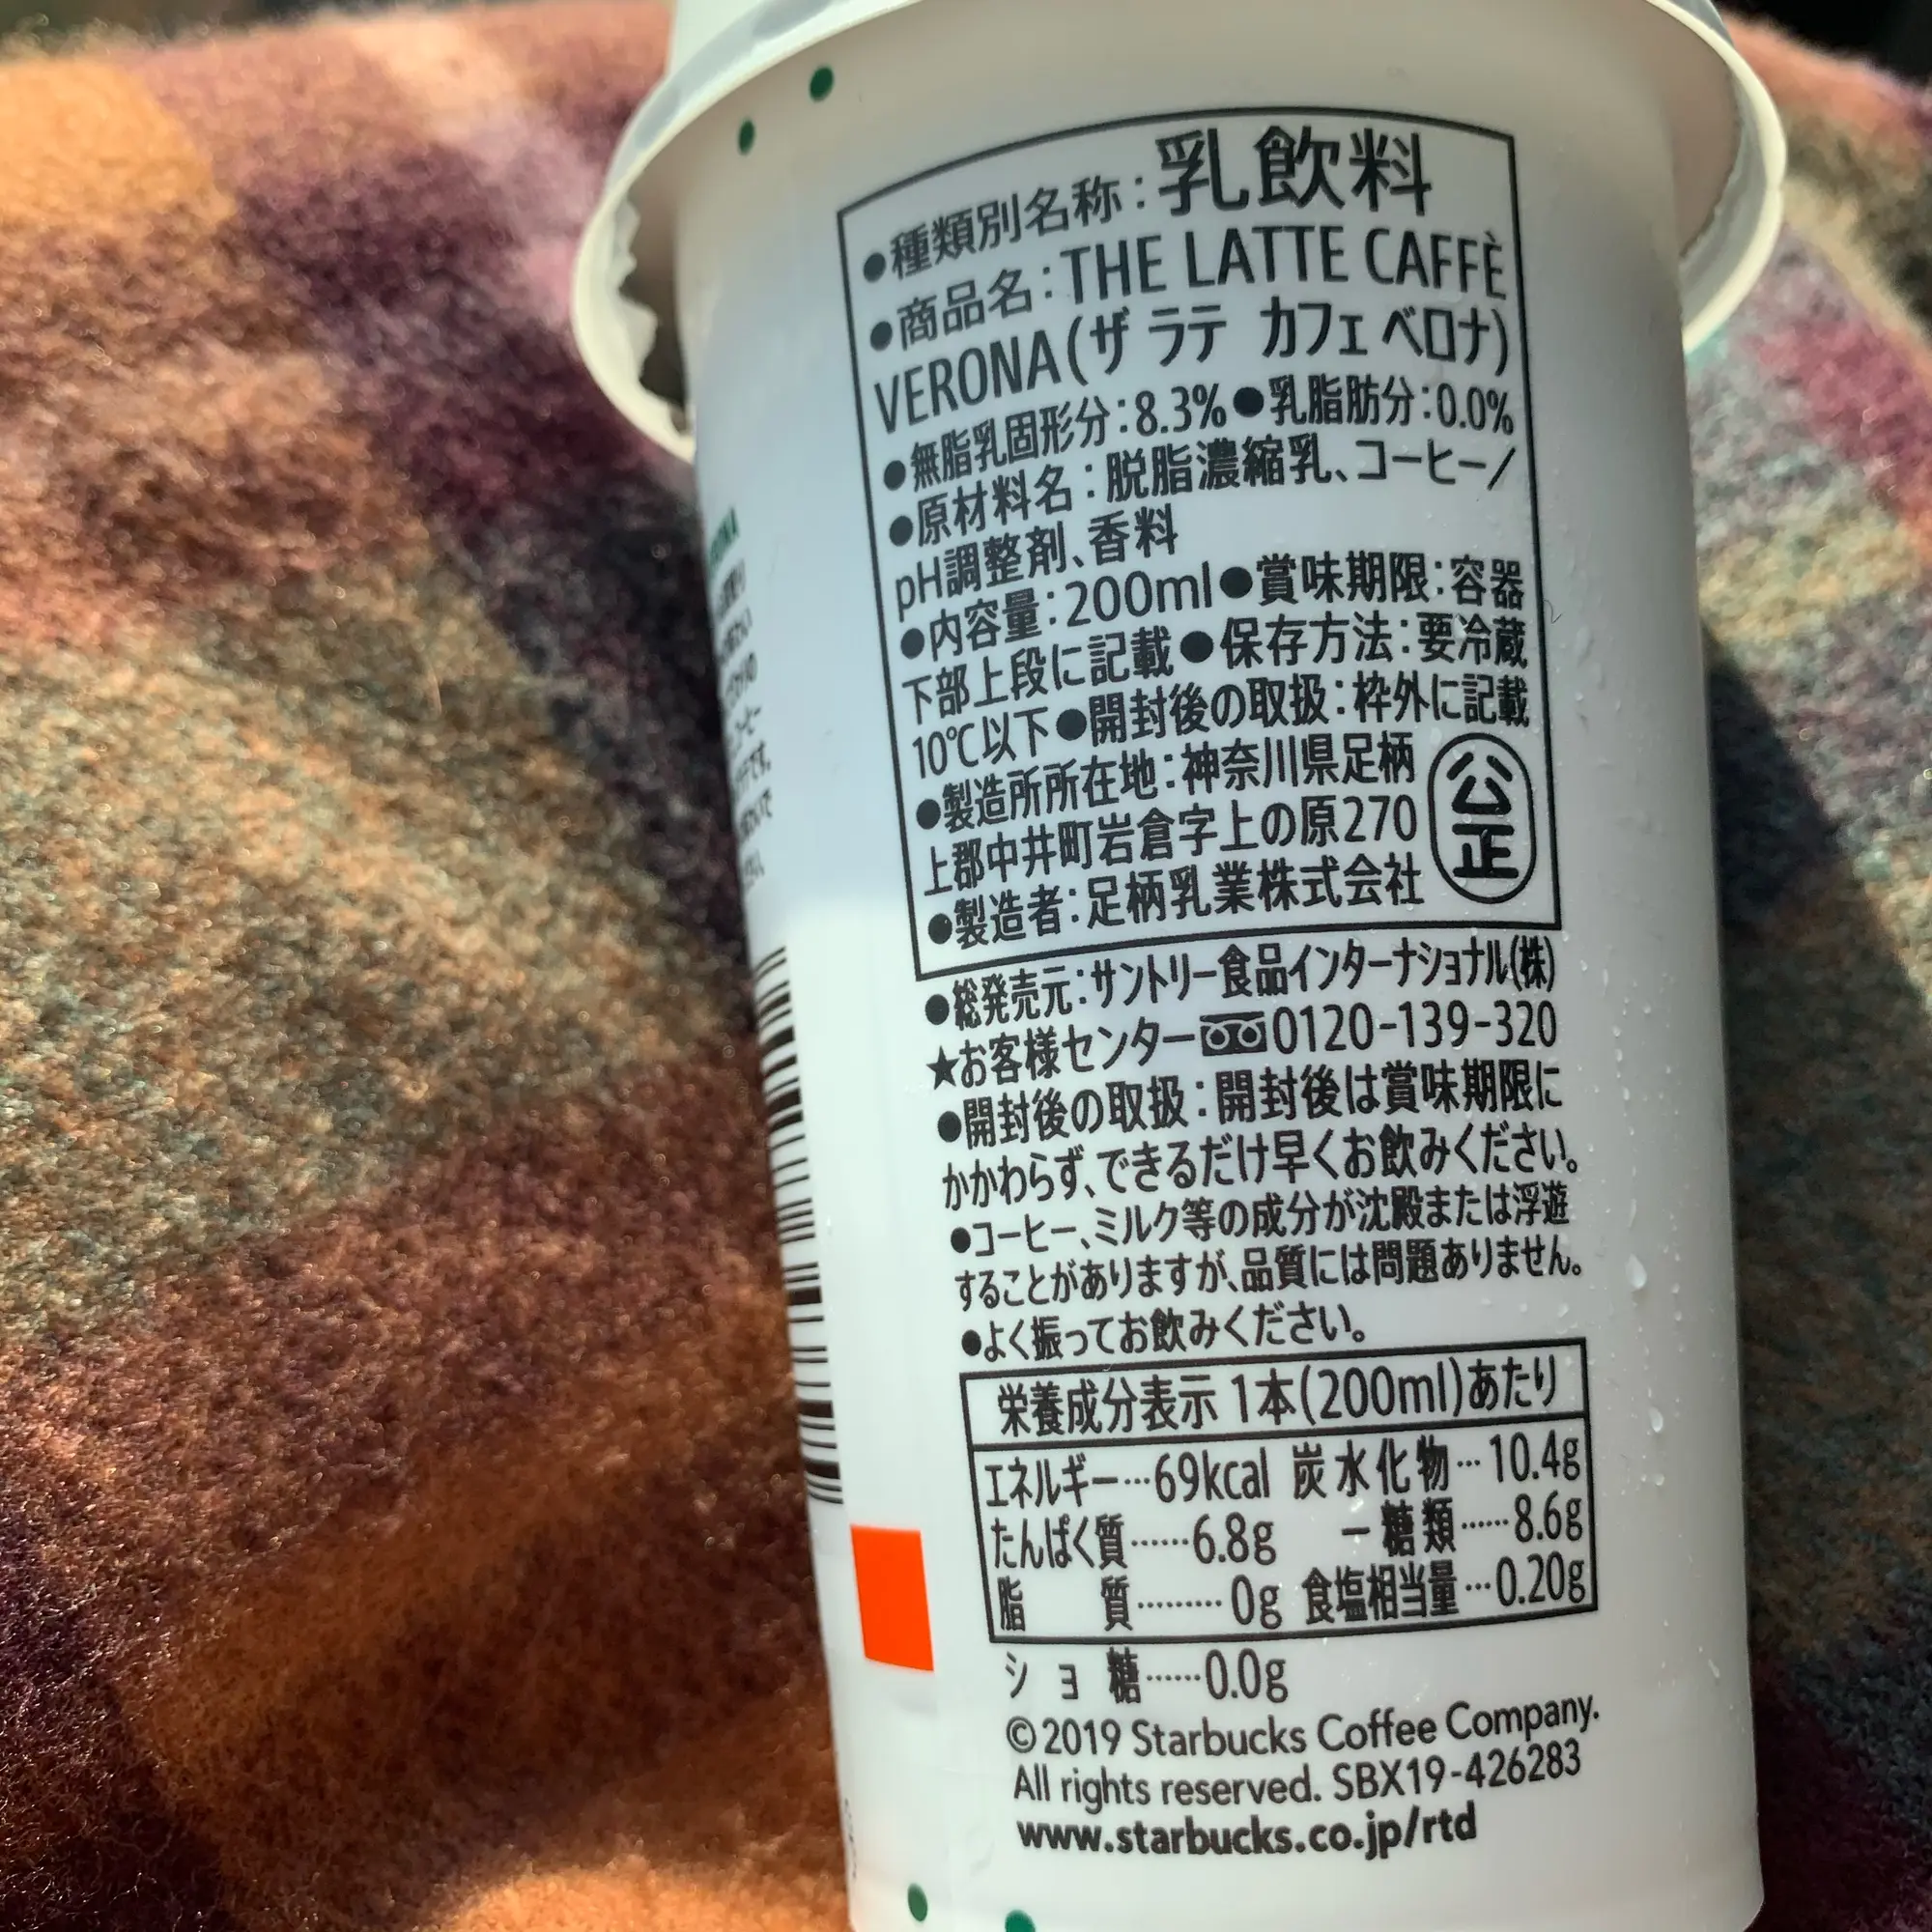 ●種類別名称:乳飲料
●商品名:THE LATTE CAFFÈ
VERONA(ザ ラテ カフェ ベロナ)
●無脂乳固形分:8.3%●乳脂肪分:0.0%
●原材料名:脱脂濃縮乳、コーヒー/
pH調整剤、香料
●内容量:200ml●賞味期限:容器
下部上段に記載●保存方法:要冷蔵
10℃以下●開封後の取扱:枠外に記載
●製造所所在地:神奈川県足柄
上郡中井町岩倉字上の原270
●製造者:足柄乳業株式会社
公正
●総発売元:サントリー食品インターナショナル(株)
★お客様センター0120-139-320
●開封後の取扱:開封後は賞味期限に
かかわらず、できるだけ早くお飲みください。
●コーヒー、ミルク等の成分が沈殿または浮遊
することがありますが、品質には問題ありません。
●よく振ってお飲みください。
栄養成分表示 1本(200ml)あたり
エネルギー…69kcal 炭水化物…10.4g
たんぱく質……6.8g －糖類……8.6g
脂 質………0g 食塩相当量…0.20g
ショ糖……0.0g
©2019 Starbucks Coffee Company.
All rights reserved. SBX19-426283
www.starbucks.co.jp/rtd